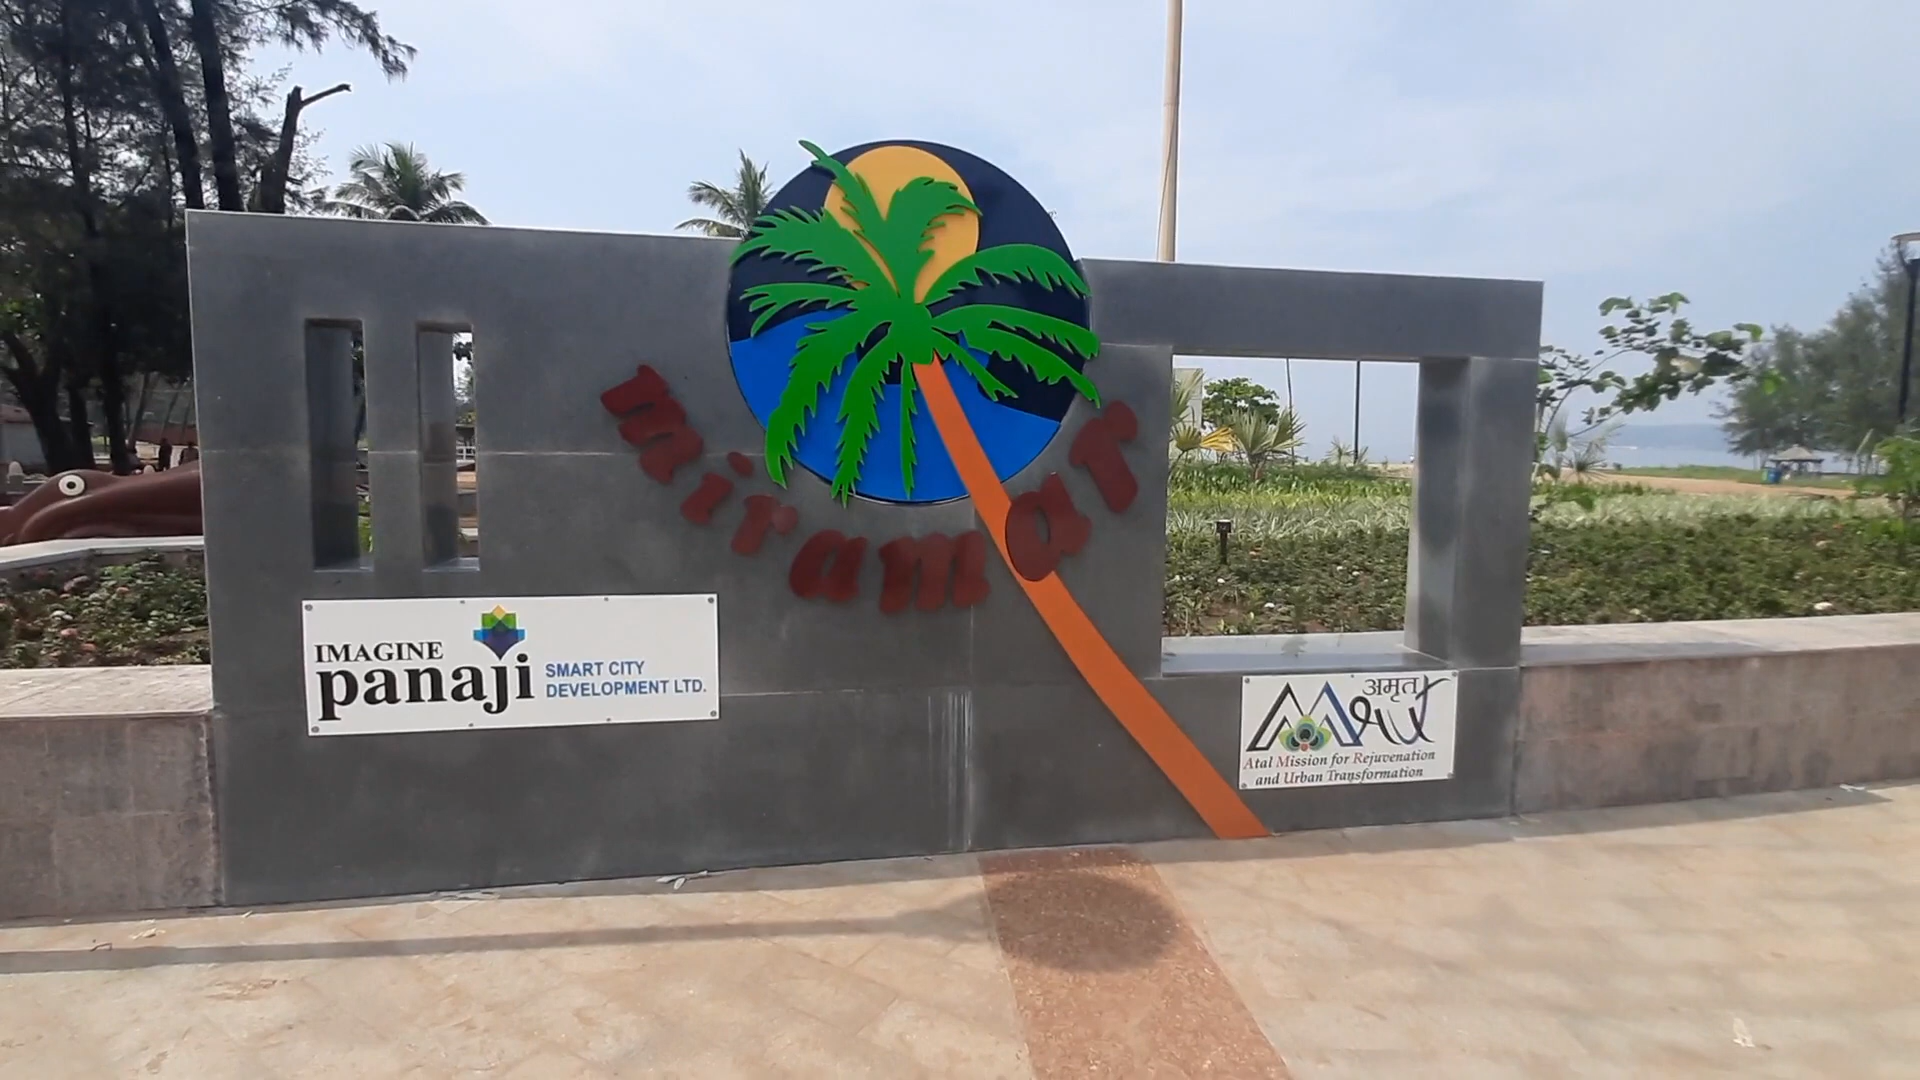 miramar
IMAGINE
panaji
SMART CITY
DEVELOPMENT LTD.
अमृत
AMRUT
Atal Mission for Rejuvenation
and Urban Transformation